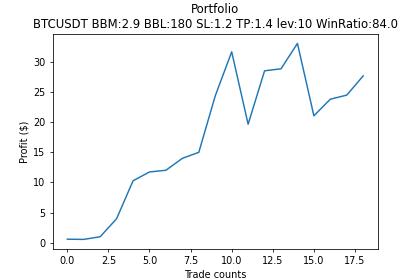 Portfolio
BTCUSDT BBM:2.9 BBL:180 SL:1.2 TP:1.4 lev:10 WinRatio:84.0
30
25
20
15
10
5
0
Profit ($)
0.0 2.5 5.0 7.5 10.0 12.5 15.0 17.5
Trade counts